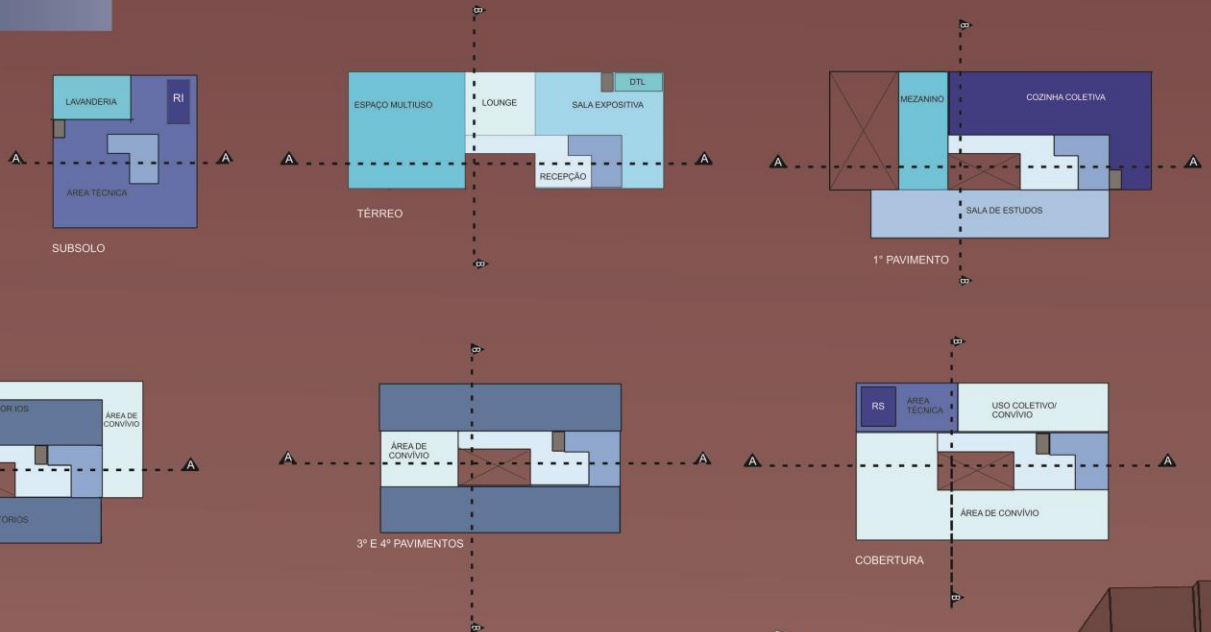 B
B
LAVANDERIA
RI
ESPAÇO MULTIUSO
LOUNGE
DTL
SALA EXPOSITIVA
MEZANINO
COZINHA COLETIVA
A
A
A
A
A
A
ÁREA TÉCNICA
RECEPÇÃO
SALA DE ESTUDOS
TÉRREO
SUBSOLO
1° PAVIMENTO
B
B
B
B
ÁREA DE
CONVÍVIO
ÁREA DE
CONVÍVIO
RS
ÁREA
TÉCNICA
USO COLETIVO/
CONVÍVIO
A
A
A
A
A
ÁREA DE CONVÍVIO
3º E 4º PAVIMENTOS
COBERTURA
B
B